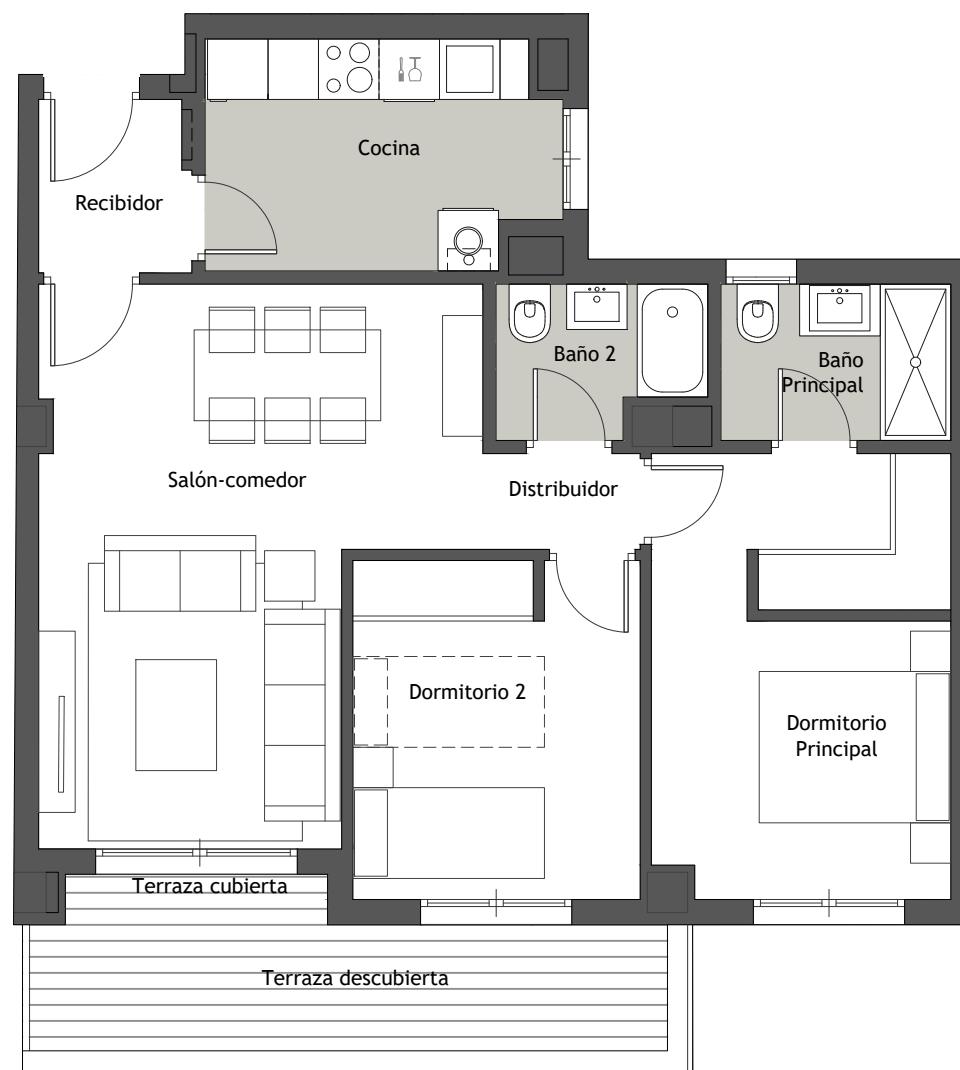 Cocina
Recibidor
Baño 2
Baño
Principal
Salón-comedor
Distribuidor
Dormitorio 2
Dormitorio
Principal
Terraza cubierta
Terraza descubierta